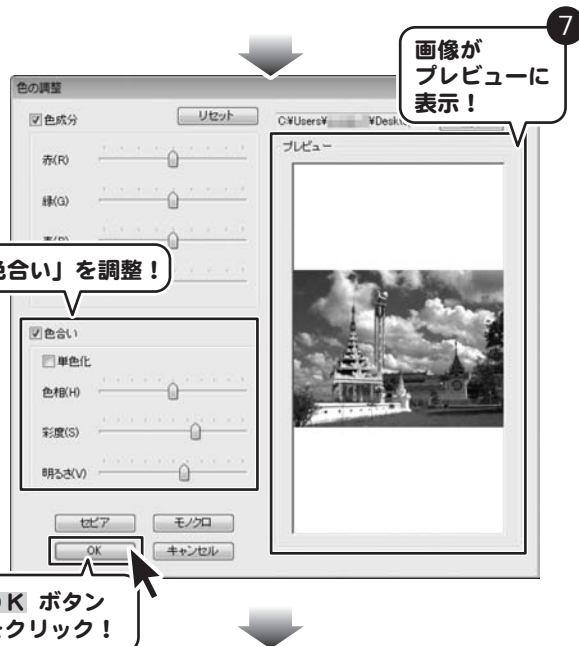 7
画像が
プレビューに
表示！
色の調整
色成分
リセット
C:¥Users¥ ¥Deskt
プレビュー
赤(R)
緑(G)
色合い」を調整！
色合い
単色化
色相(H)
彩度(S)
明るさ(V)
セピア
モノクロ
OK
キャンセル
OK ボタン
をクリック！